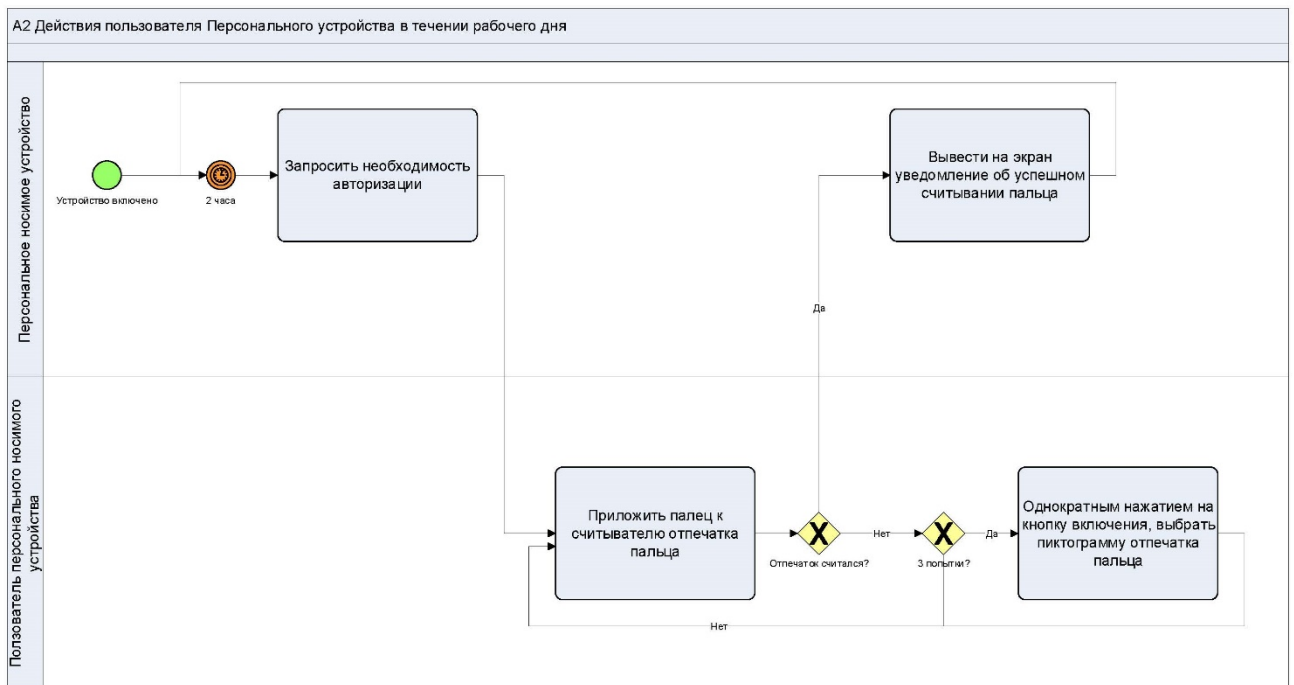 А2 Действия пользователя Персонального устройства в течении рабочего дня
Персональное носимое устройство
Устройство включено
2 часа
Запросить необходимость
авторизации
Вывести на экран
уведомление об успешном
считывании пальца
Да
Ползователь персонального носимого
устройства
Приложить палец к
считывателю отпечатка
пальца
Отпечаток считался?
Нет
3 попытки?
Да
Однократным нажатием на
кнопку включения, выбрать
пиктограмму отпечатка
пальца
Нет